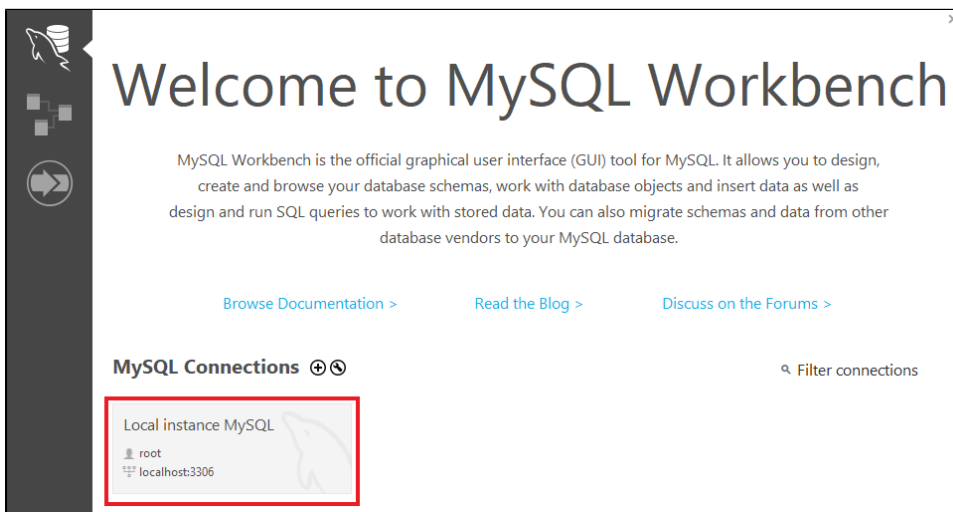 Welcome to MySQL Workbench
MySQL Workbench is the official graphical user interface (GUI) tool for MySQL. It allows you to design,
create and browse your database schemas, work with database objects and insert data as well as
design and run SQL queries to work with stored data. You can also migrate schemas and data from other
database vendors to your MySQL database.
Browse Documentation > Read the Blog > Discuss on the Forums >
MySQL Connections Filter connections
Local instance MySQL
root
localhost:3306